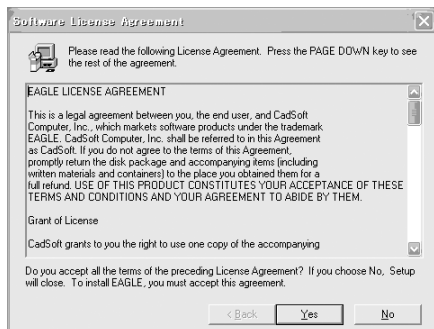 Software License Agreement
Please read the following License Agreement. Press the PAGE DOWN key to see
the rest of the agreement.
EAGLE LICENSE AGREEMENT
This is a legal agreement between you, the end user, and CadSoft
Computer, Inc., which markets software products under the trademark
EAGLE. CadSoft Computer, Inc. shall be referred to in this Agreement
as CadSoft. If you do not agree to the terms of this Agreement,
promptly return the disk package and accompanying items (including
written materials and containers) to the place you obtained them for a
full refund. USE OF THIS PRODUCT CONSTITUTES YOUR ACCEPTANCE OF THESE
TERMS AND CONDITIONS AND YOUR AGREEMENT TO ABIDE BY THEM.
Grant of License
CadSoft grants to you the right to use one copy of the accompanying
Do you accept all the terms of the preceding License Agreement? If you choose No, Setup
will close. To install EAGLE, you must accept this agreement.
< Back Yes No